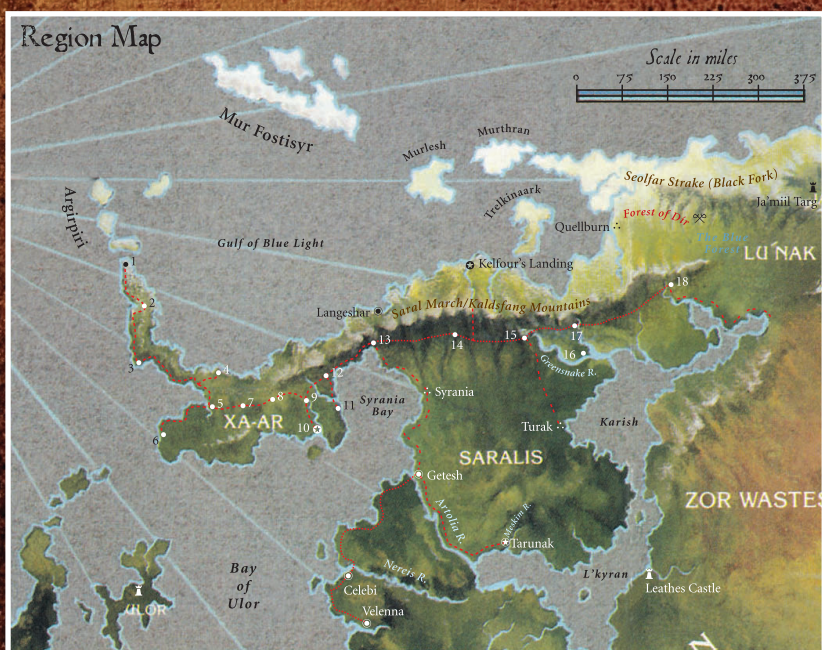 Region Map
Scale in miles
0 75 150 225 300 375
Mur Fostisyr
Murthran
Murlesh
Seolfar Strake (Black Fork)
Ja'miil Targ
Argirpiri
Trelkinaark
Forest of Dir
Quellburn
Gulf of Blue Light
LU'NAK
1
Kelfour's Landing
18
2
Saral March/Kaldsfang Mountains
Langeshar
17
13
14
15
3
4
16
Greensnake R.
12
Syrania
5
7
8
9
11
Syrania
Bay
XA-AR
10
Karish
Turak
6
SARALIS
Getesh
ZOR WASTES
Artolia R.
Meskim R.
Tarunak
Bay
of
Ulor
Nereis R.
L'kyran
Celebi
Leathes Castle
ULOR
Velenna